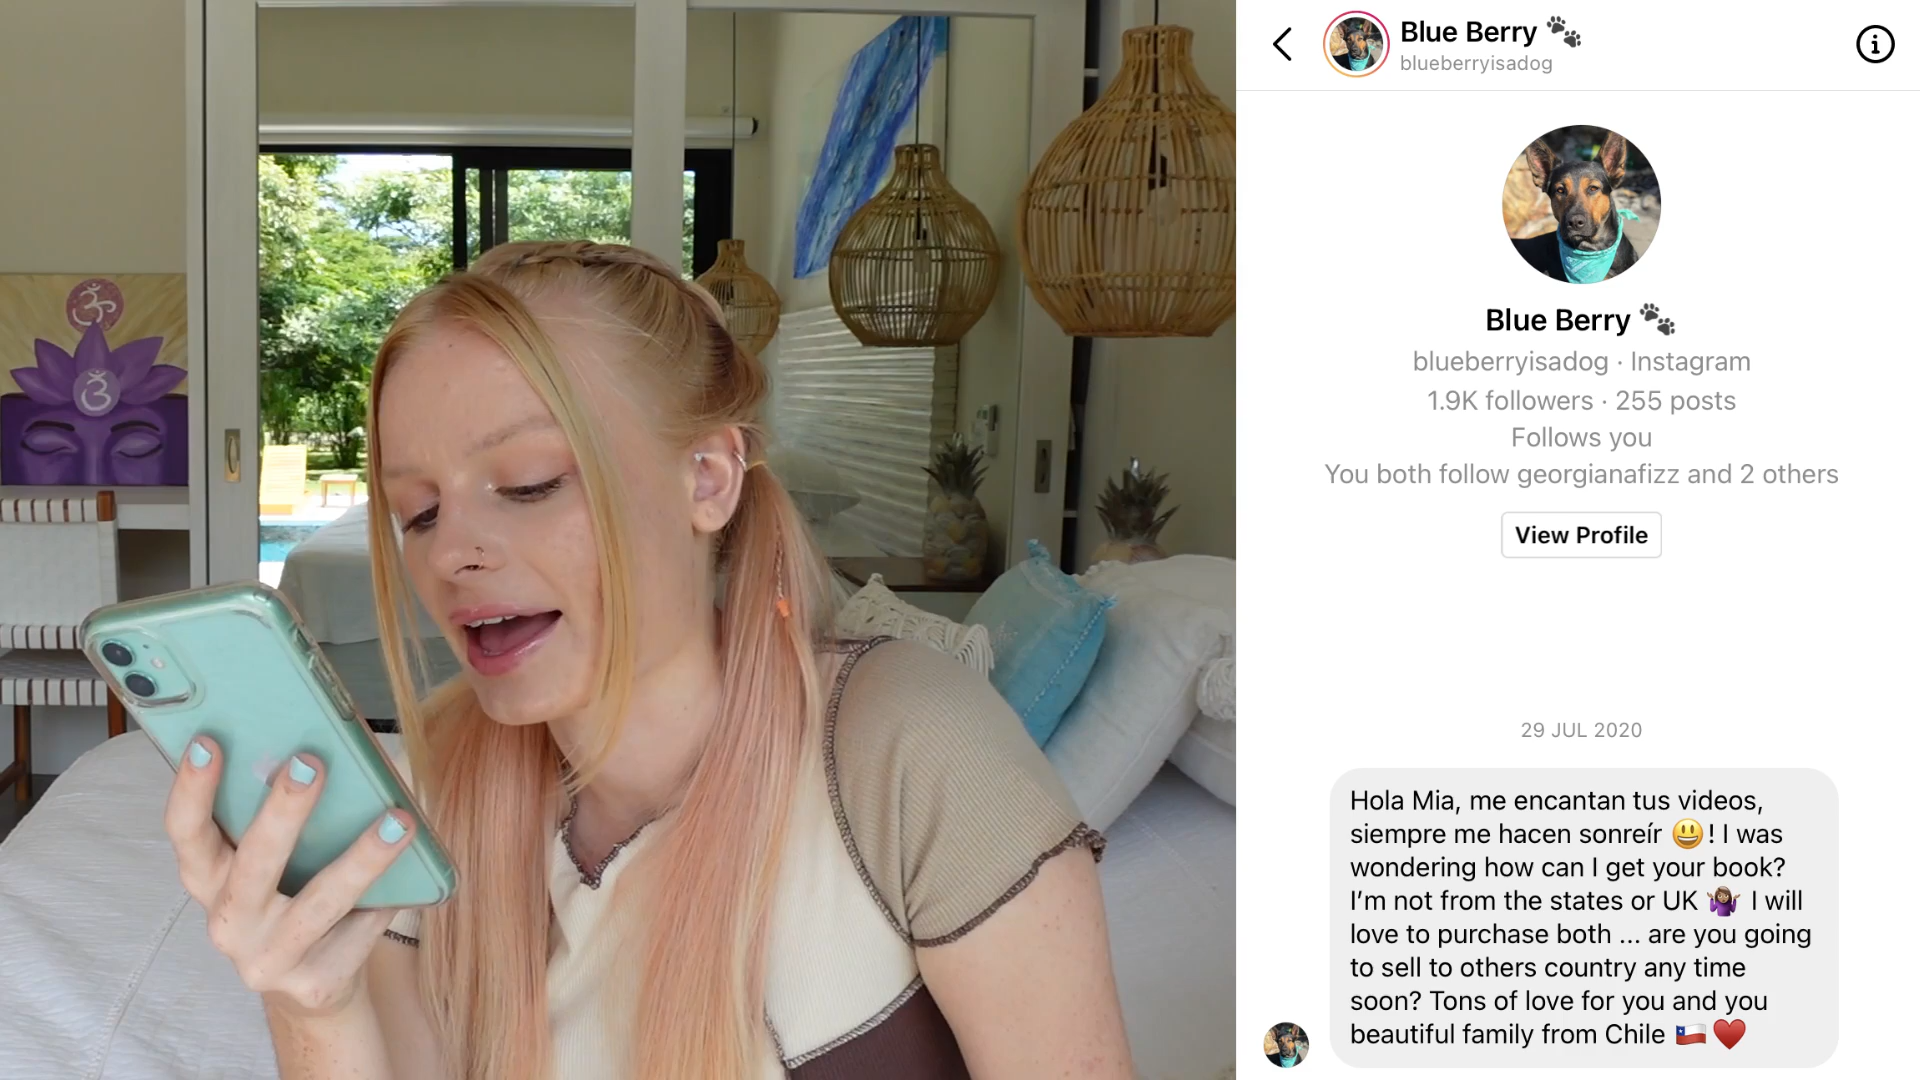 Blue Berry 🐾
blueberryisadog
Blue Berry 🐾
blueberryisadog · Instagram
1.9K followers · 255 posts
Follows you
You both follow georgianafizz and 2 others
View Profile
29 JUL 2020
Hola Mia, me encantan tus videos,
siempre me hacen sonreír 😃! I was
wondering how can I get your book?
I’m not from the states or UK 🤷🏽‍♀️ I will
love to purchase both ... are you going
to sell to others country any time
soon? Tons of love for you and you
beautiful family from Chile 🇨🇱❤️
ॐ
ॐ